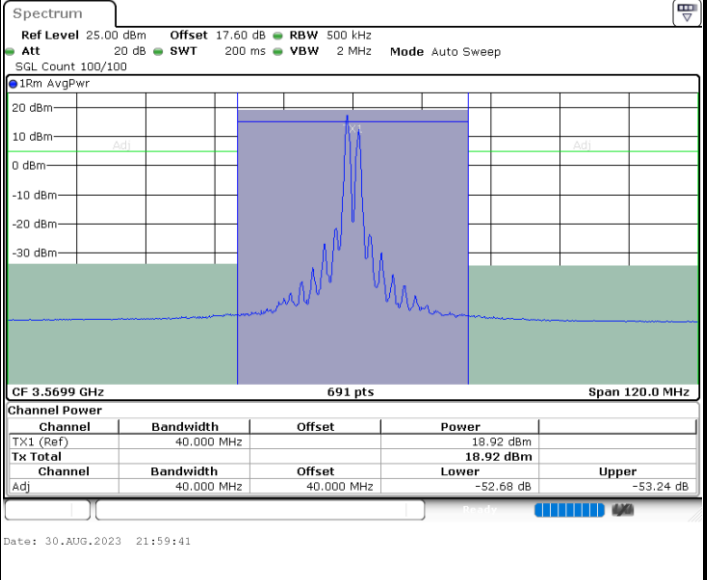 Spectrum
Ref Level 25.00 dBm Offset 17.60 dB RBW 500 kHz
Att 20 dB SWT 200 ms VBW 2 MHz Mode Auto Sweep
SGL Count 100/100
1Rm AvgPwr
20 dBm
10 dBm
Adj Adj
0 dBm
-10 dBm
-20 dBm
-30 dBm
CF 3.5699 GHz 691 pts Span 120.0 MHz
Channel Power
Channel Bandwidth Offset Power
TX1 (Ref) 40.000 MHz 18.92 dBm
Tx Total 18.92 dBm
Channel Bandwidth Offset Lower Upper
Adj 40.000 MHz 40.000 MHz -52.68 dB -53.24 dB
Ready
Date: 30.AUG.2023 21:59:41